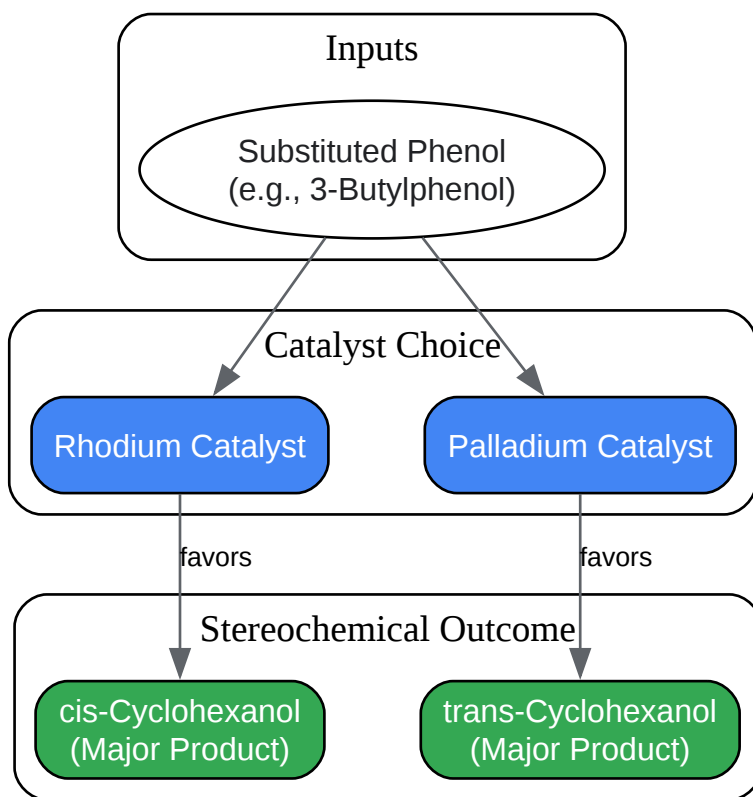 Inputs
Substituted Phenol
(e.g., 3-Butylphenol)
Catalyst Choice
Rhodium Catalyst
Palladium Catalyst
favors
favors
Stereochemical Outcome
cis-Cyclohexanol
(Major Product)
trans-Cyclohexanol
(Major Product)